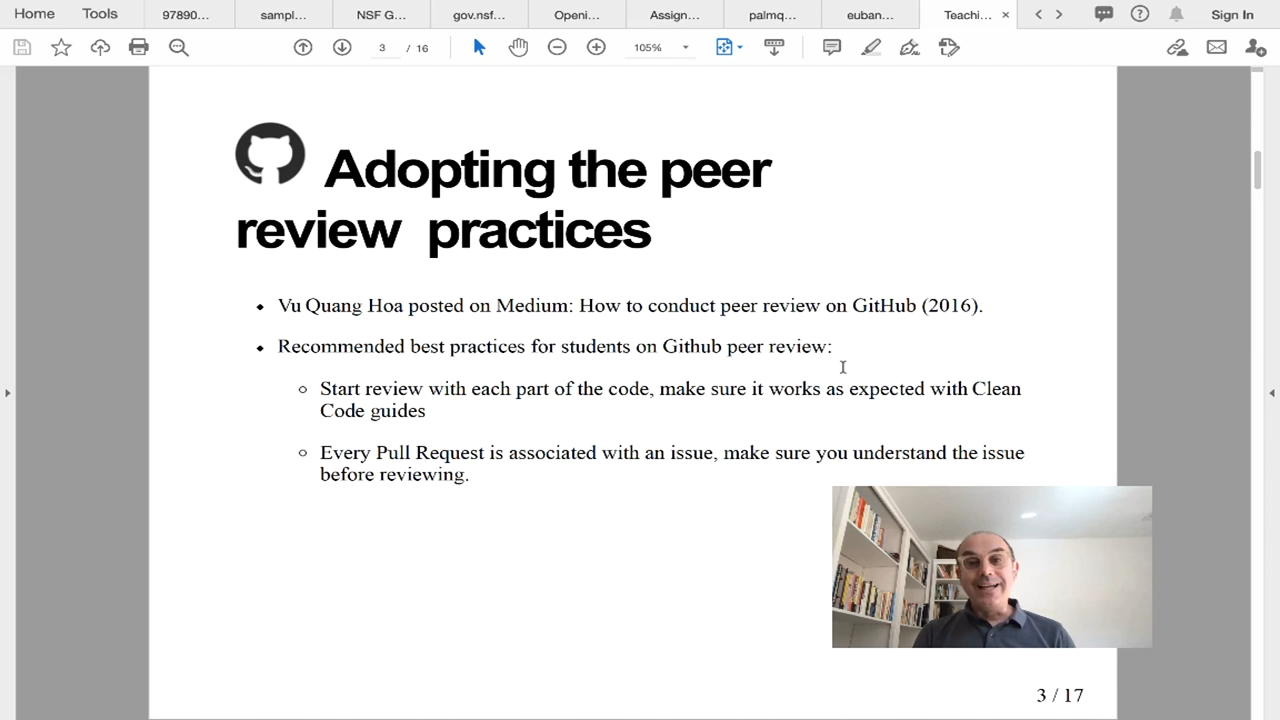 Home Tools 97890... sampl... NSF G... gov.nsf... Openi... Assign... palmq... euban... Teachi... × Sign In
3 / 16 105%
Adopting the peer
review practices
Vu Quang Hoa posted on Medium: How to conduct peer review on GitHub (2016).
Recommended best practices for students on Github peer review:
Start review with each part of the code, make sure it works as expected with Clean
Code guides
Every Pull Request is associated with an issue, make sure you understand the issue
before reviewing.
3 / 17